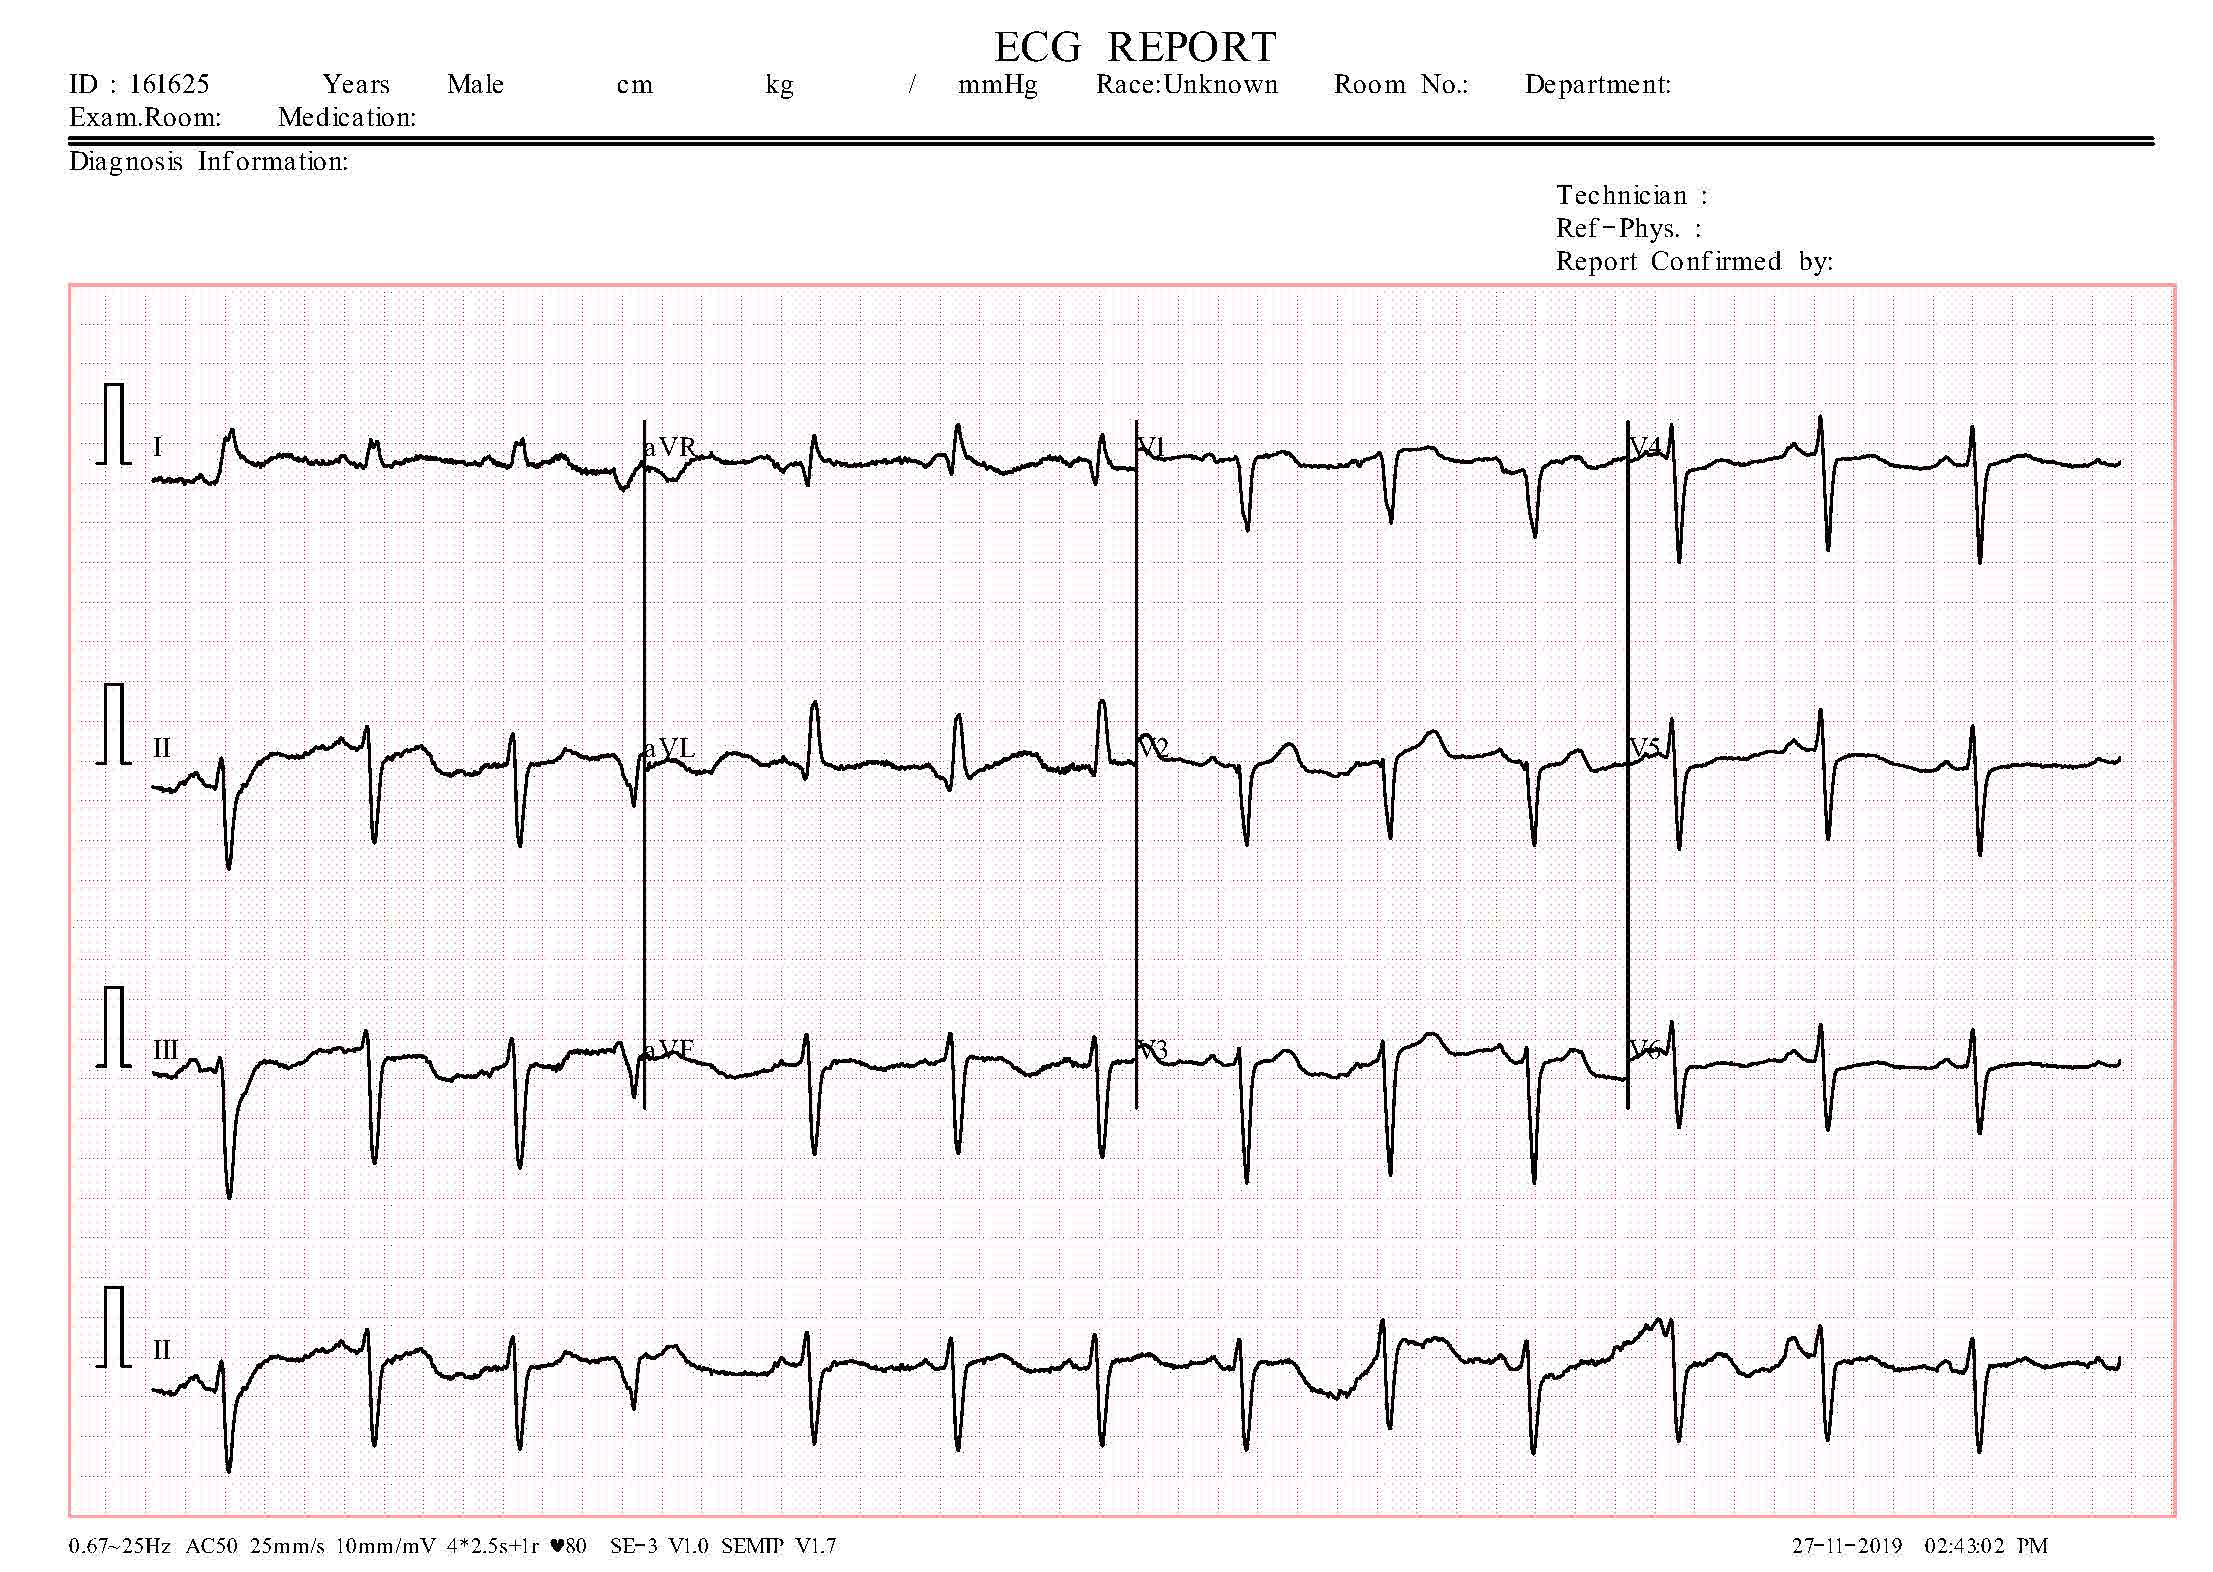 ECG REPORT
ID : 161625 Years Male cm kg / mmHg Race:Unknown Room No.: Department:
Exam.Room: Medication:
Diagnosis Information:
Technician :
Ref-Phys. :
Report Confirmed by:
I aVR V1 V4
II aVL V2 V5
III aVF V3 V6
II
0.67~25Hz AC50 25mm/s 10mm/mV 4*2.5s+1r ♥80 SE-3 V1.0 SEMIP V1.7 27-11-2019 02:43:02 PM